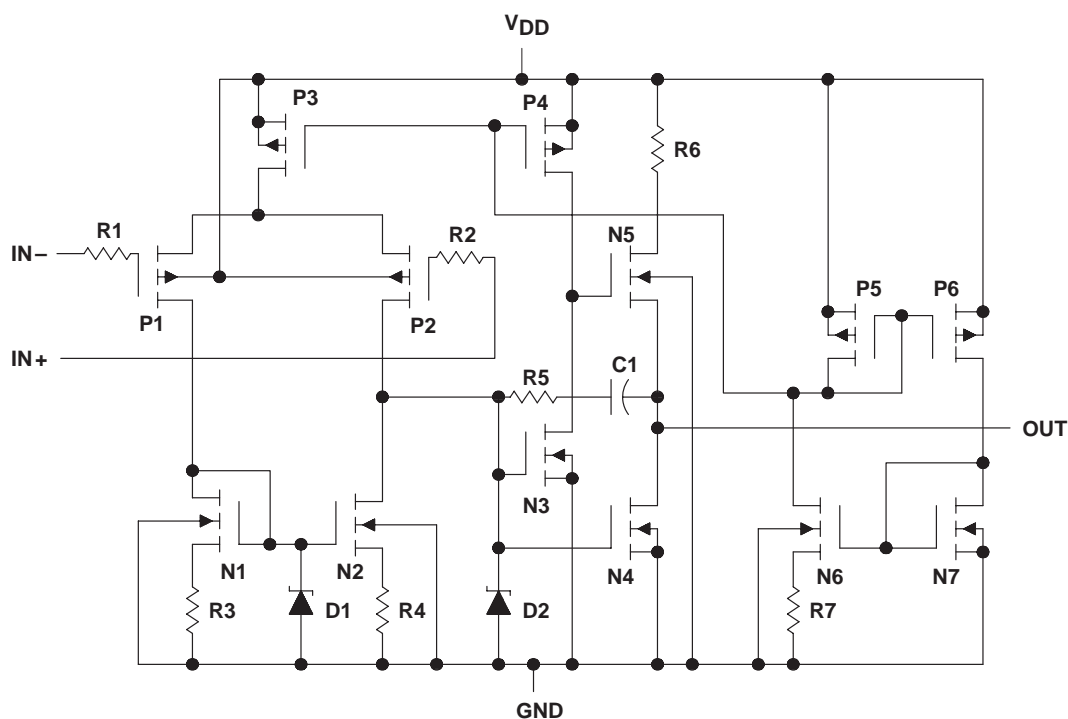 VDD
P3
P4
R6
R1
R2
N5
IN−
P5
P6
P1
P2
IN+
R5
C1
OUT
N3
N1
N2
N4
N6
N7
R3
D1
R4
D2
R7
GND